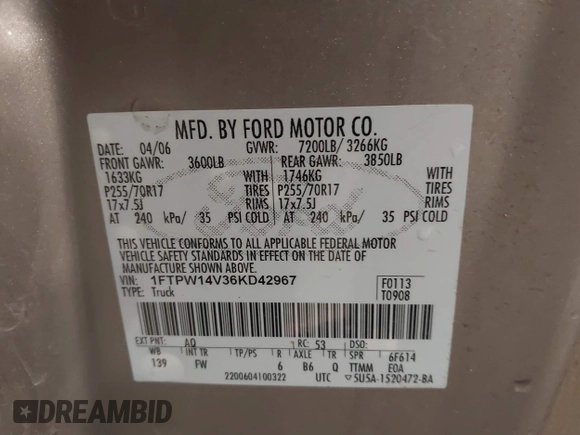 MFD. BY FORD MOTOR CO.
DATE: 04/06 GVWR: 7200LB/ 3266KG
FRONT GAWR: 3600LB REAR GAWR: 3850LB
1633KG WITH 1746KG WITH
P255/70R17 TIRES P255/70R17 TIRES
17x7.5J RIMS 17x7.5J RIMS
AT 240 kPa/ 35 PSI COLD AT 240 kPa/ 35 PSI COLD
Ford
THIS VEHICLE CONFORMS TO ALL APPLICABLE FEDERAL MOTOR
VEHICLE SAFETY STANDARDS IN EFFECT ON THE DATE OF
MANUFACTURE SHOWN ABOVE.
VIN: 1FTPW14V36KD42967 F0113
TYPE: Truck T0908
EXT PNT: AQ RC: 53 DSO:
WB INT TR TP/PS R AXLE TR SPR 6F614
139 FW 6 B6 Q TTMM E0A
2200604100322 UTC 5U5A-1520472-BA
DREAMBID